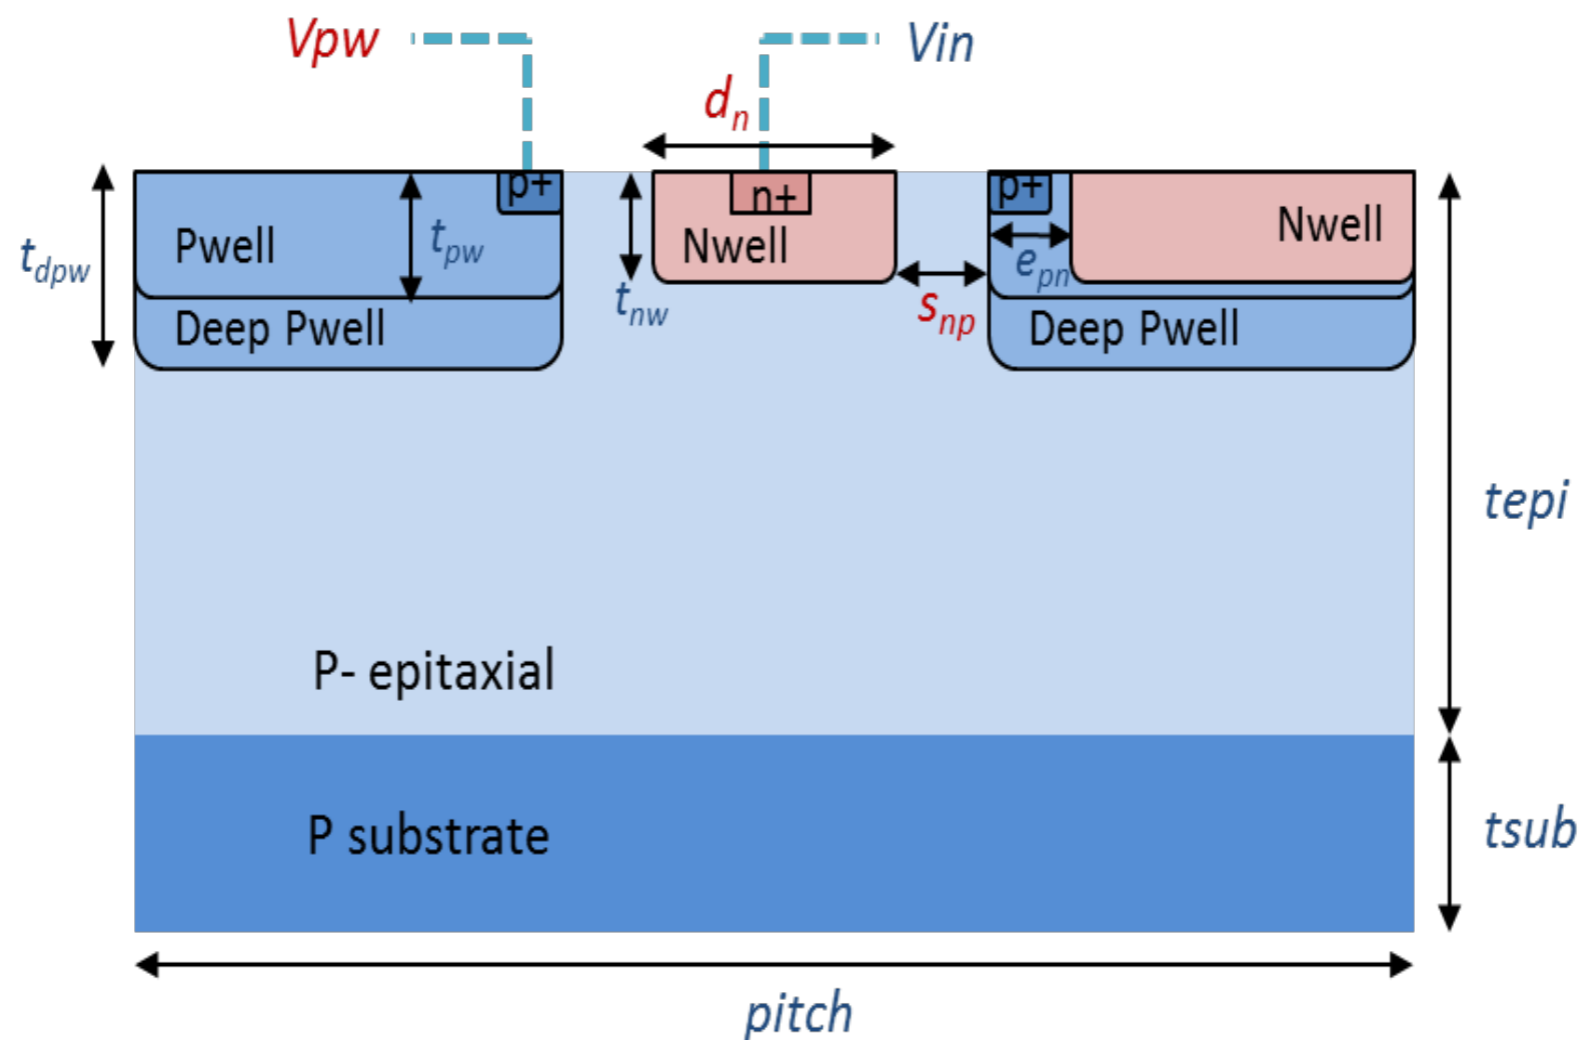 Vpw
Vin
dn
p+
n+
p+
Pwell
tpw
Nwell
Nwell
tdpw
epn
tnw
snp
Deep Pwell
Deep Pwell
tepi
P- epitaxial
P substrate
tsub
pitch